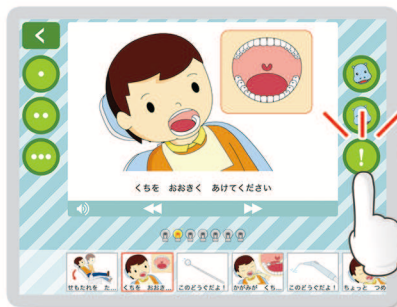 くちを おおきく あけてください
!
せもたれを た...
くちを おおき...
このどうぐだよ!
かがみが くち...
このどうぐだよ!
ちょっと つめ